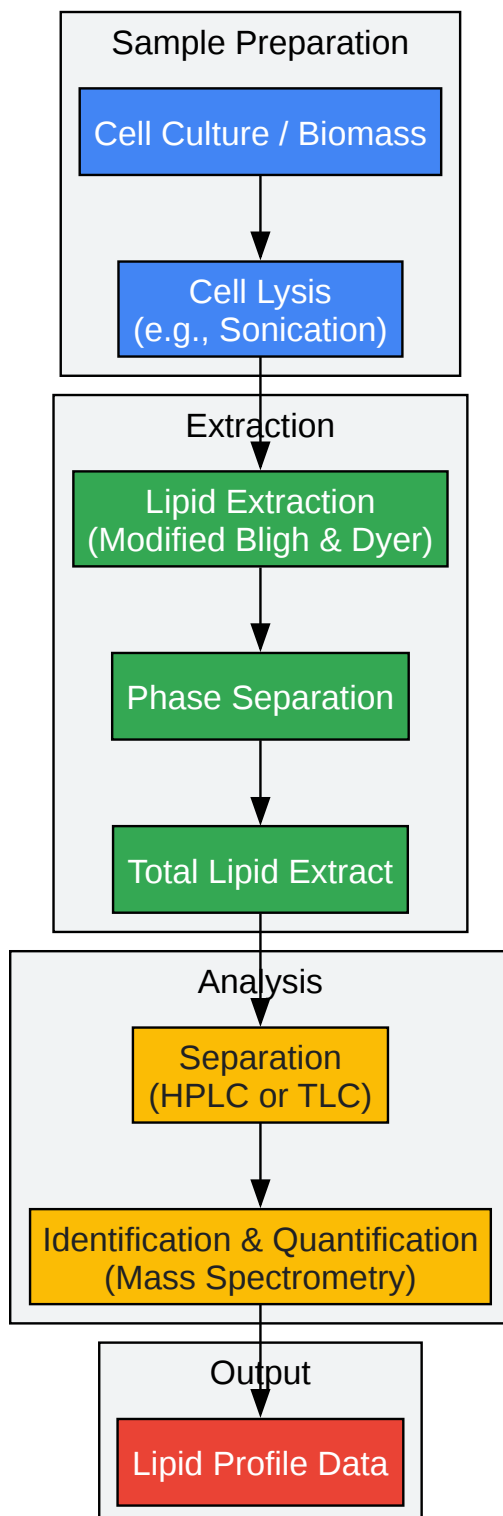 Sample Preparation
Cell Culture / Biomass
Cell Lysis
(e.g., Sonication)
Extraction
Lipid Extraction
(Modified Bligh & Dyer)
Phase Separation
Total Lipid Extract
Analysis
Separation
(HPLC or TLC)
Identification & Quantification
(Mass Spectrometry)
Output
Lipid Profile Data